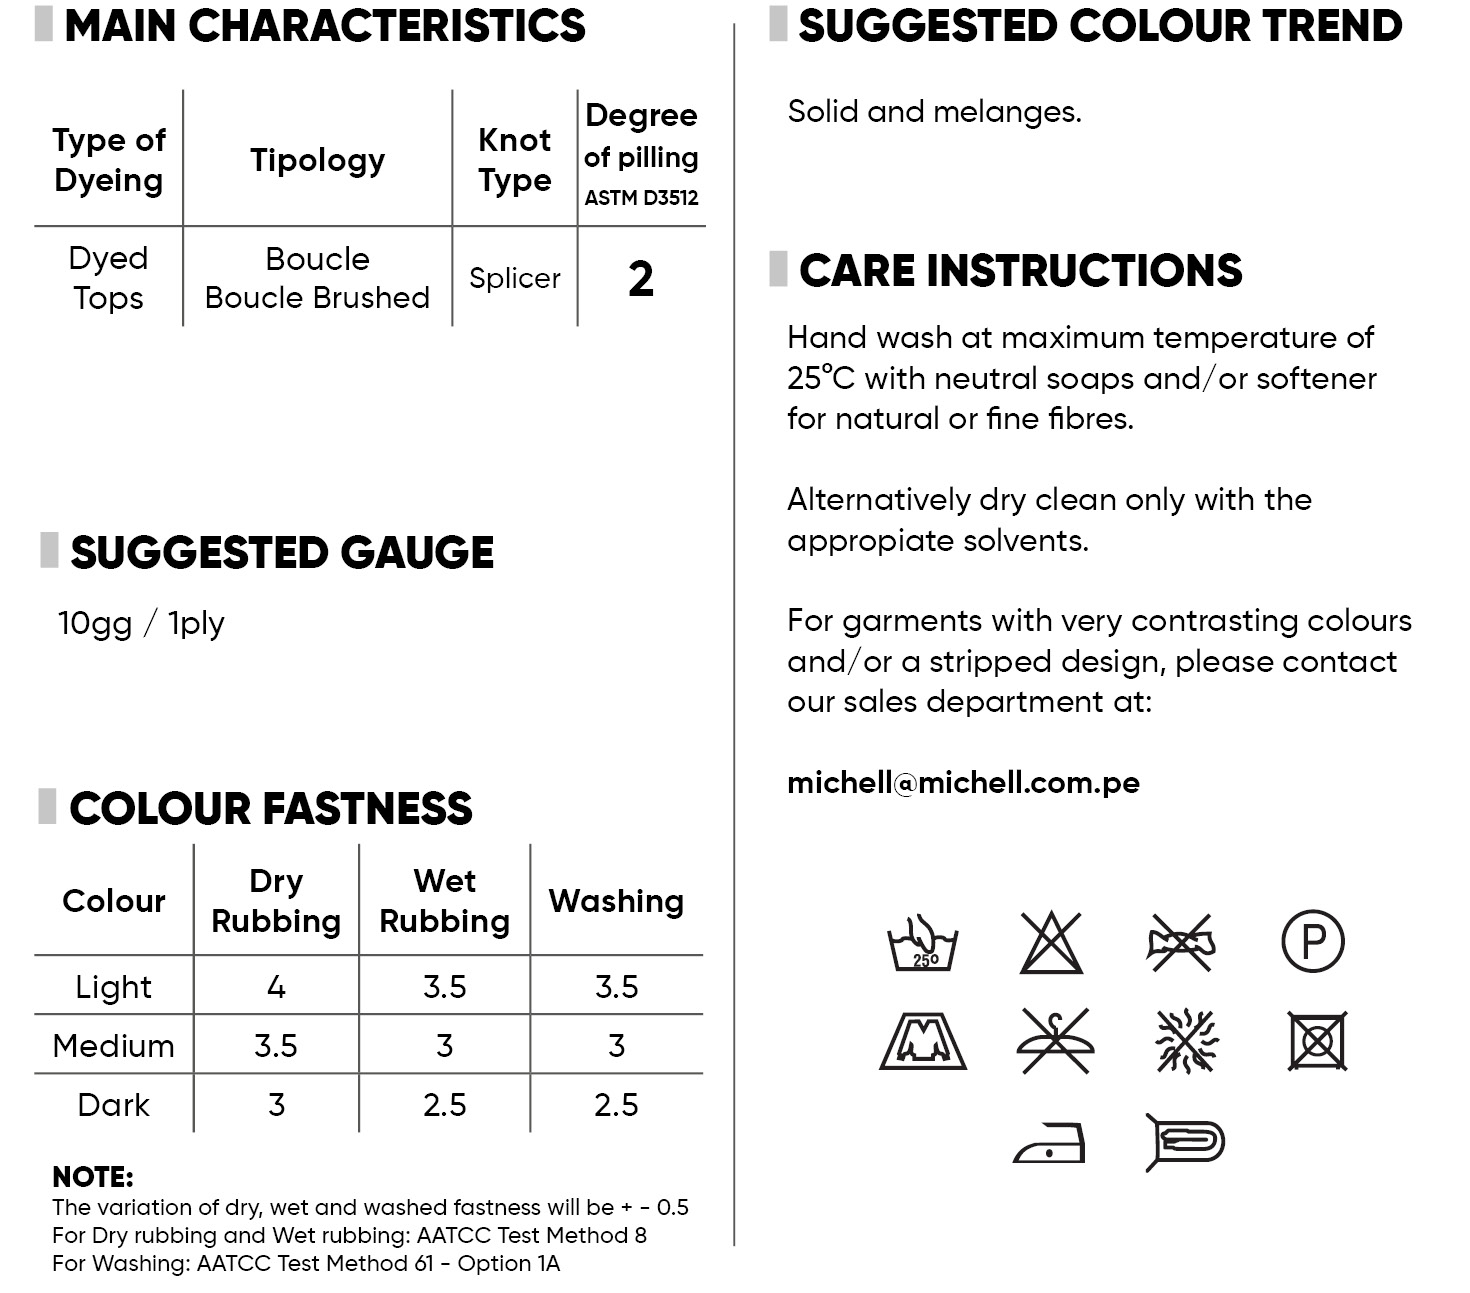 MAIN CHARACTERISTICS
Type of Dyeing | Tipology | Knot Type | Degree of pilling ASTM D3512
Dyed Tops | Boucle Boucle Brushed | Splicer | 2
SUGGESTED GAUGE
10gg / 1ply
COLOUR FASTNESS
Colour | Dry Rubbing | Wet Rubbing | Washing
Light | 4 | 3.5 | 3.5
Medium | 3.5 | 3 | 3
Dark | 3 | 2.5 | 2.5
NOTE:
The variation of dry, wet and washed fastness will be + - 0.5
For Dry rubbing and Wet rubbing: AATCC Test Method 8
For Washing: AATCC Test Method 61 - Option 1A
SUGGESTED COLOUR TREND
Solid and melanges.
CARE INSTRUCTIONS
Hand wash at maximum temperature of
25°C with neutral soaps and/or softener
for natural or fine fibres.
Alternatively dry clean only with the
appropiate solvents.
For garments with very contrasting colours
and/or a stripped design, please contact
our sales department at:
michell@michell.com.pe
25º
P